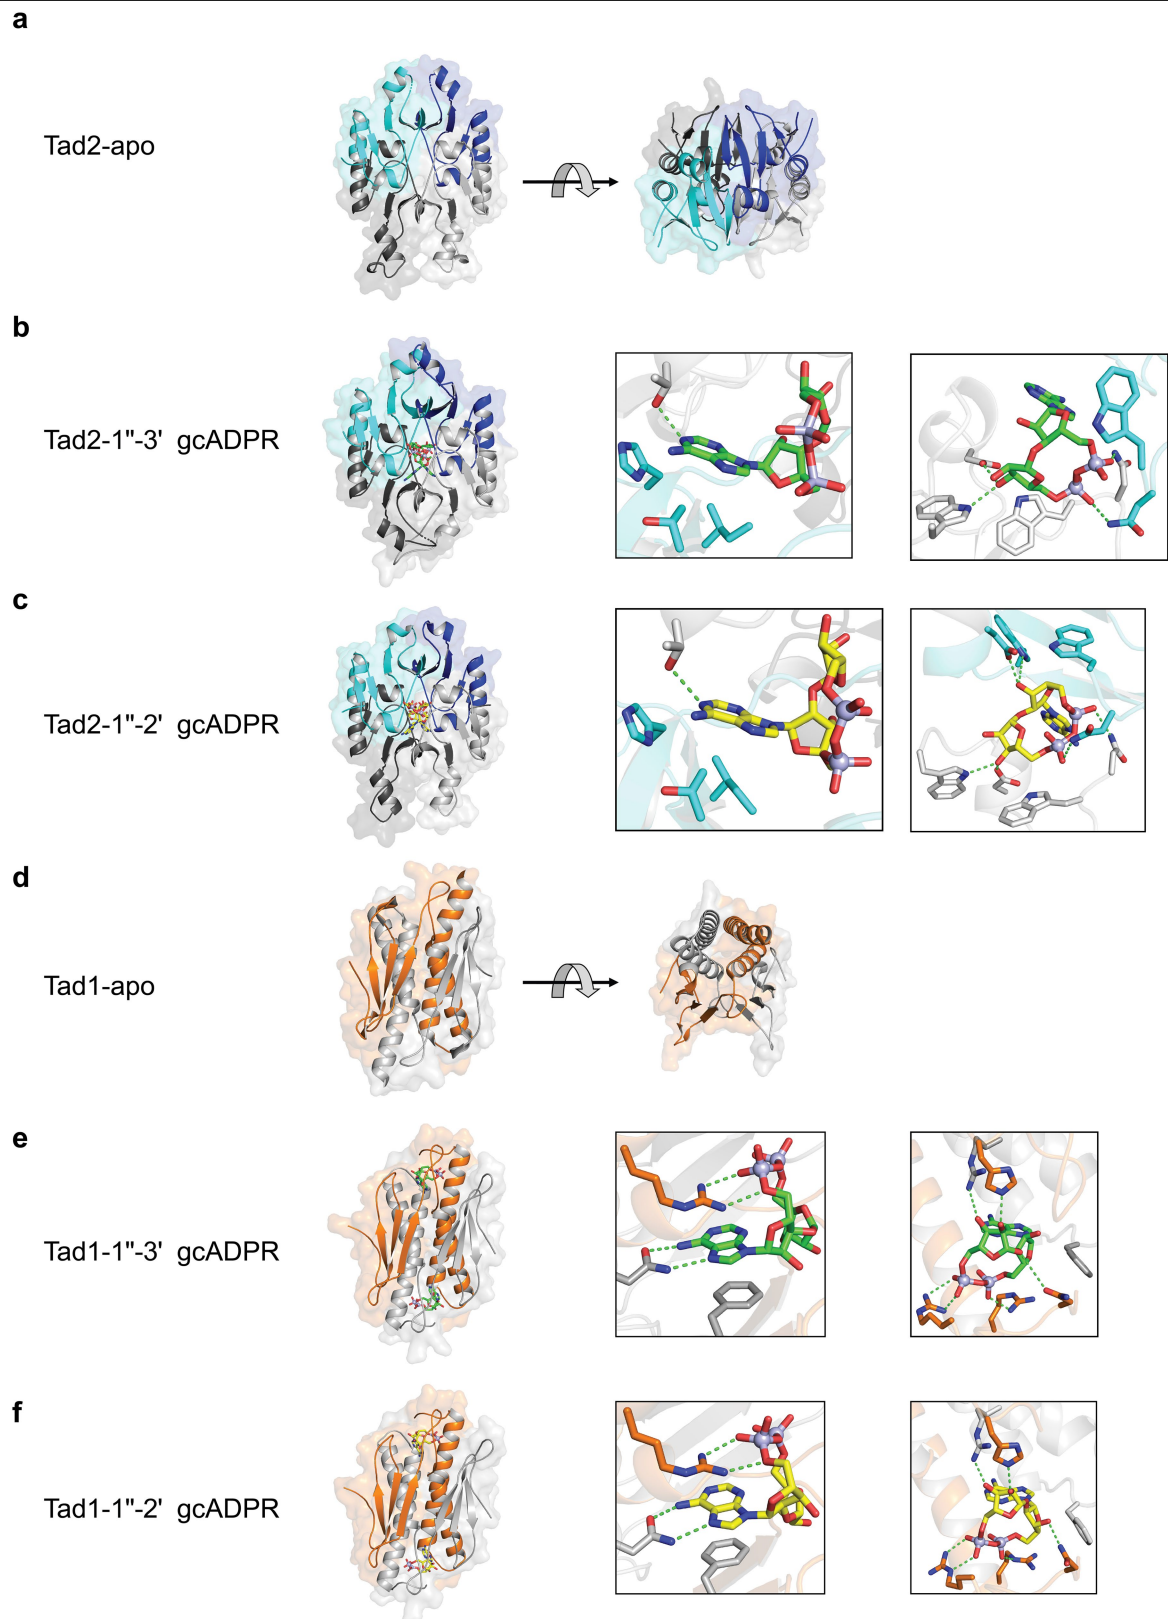 a
Tad2-apo
b
Tad2-1"-3' gcADPR
c
Tad2-1"-2' gcADPR
d
Tad1-apo
e
Tad1-1"-3' gcADPR
f
Tad1-1"-2' gcADPR